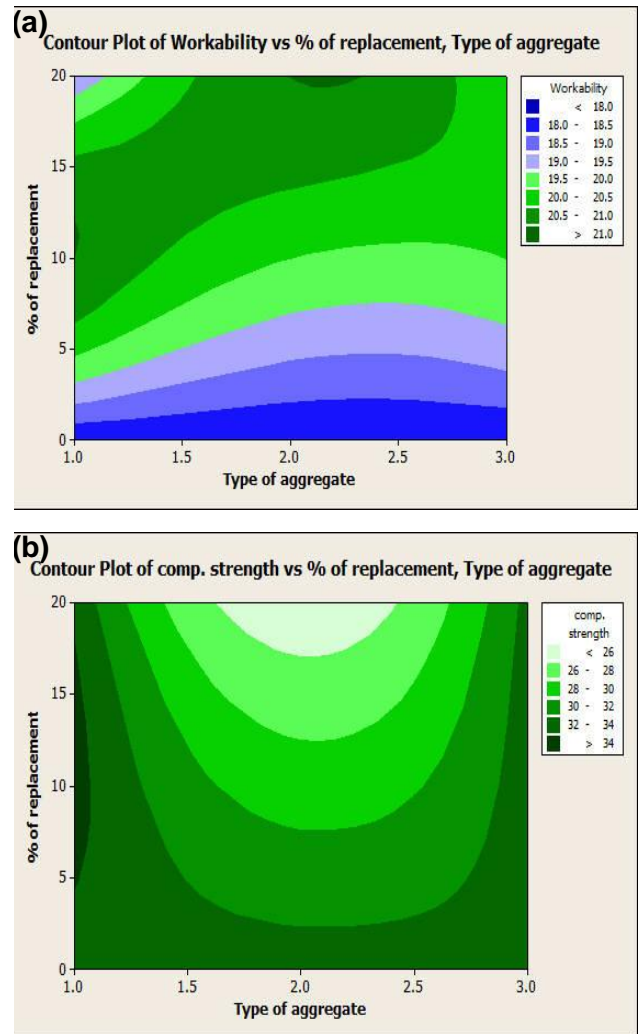 (a)
Contour Plot of Workability vs % of replacement, Type of aggregate
Workability
< 18.0
18.0 - 18.5
18.5 - 19.0
19.0 - 19.5
19.5 - 20.0
20.0 - 20.5
20.5 - 21.0
> 21.0
20
15
10
5
0
% of replacement
1.0 1.5 2.0 2.5 3.0
Type of aggregate
(b)
Contour Plot of comp. strength vs % of replacement, Type of aggregate
comp.
strength
< 26
26 - 28
28 - 30
30 - 32
32 - 34
> 34
20
15
10
5
0
% of replacement
1.0 1.5 2.0 2.5 3.0
Type of aggregate